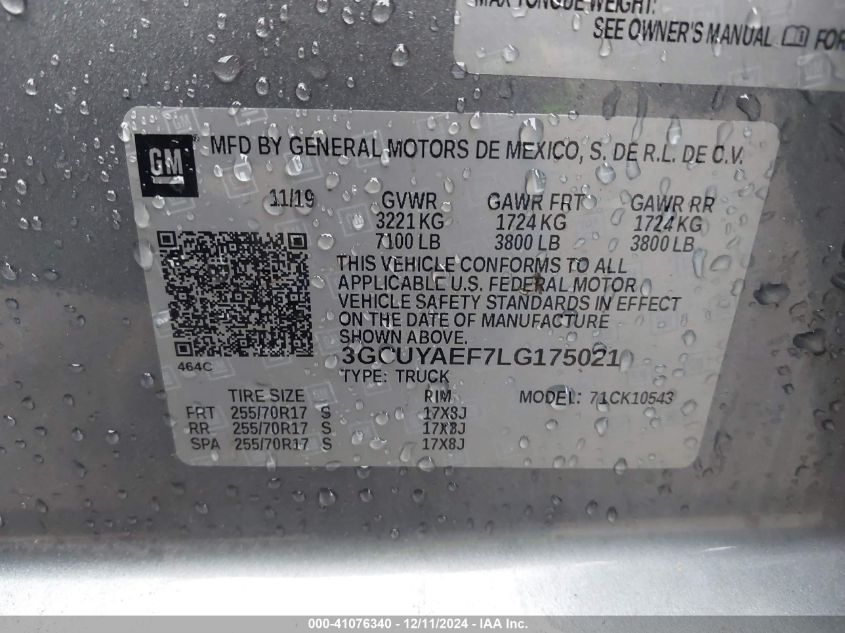 MAX TONGUE WEIGHT:
SEE OWNER'S MANUAL FOR
GM MFD BY GENERAL MOTORS DE MEXICO, S. DE R.L. DE C.V.
11/19 GVWR GAWR FRT GAWR RR
3221 KG 1724 KG 1724 KG
7100 LB 3800 LB 3800 LB
THIS VEHICLE CONFORMS TO ALL
APPLICABLE U.S. FEDERAL MOTOR
VEHICLE SAFETY STANDARDS IN EFFECT
ON THE DATE OF MANUFACTURE
SHOWN ABOVE.
3GCUYAEF7LG175021
464C TYPE: TRUCK
TIRE SIZE RIM MODEL: 71CK10543
FRT 255/70R17 S 17X8J
RR 255/70R17 S 17X8J
SPA 255/70R17 S 17X8J
000-41076340 - 12/11/2024 - IAA Inc.